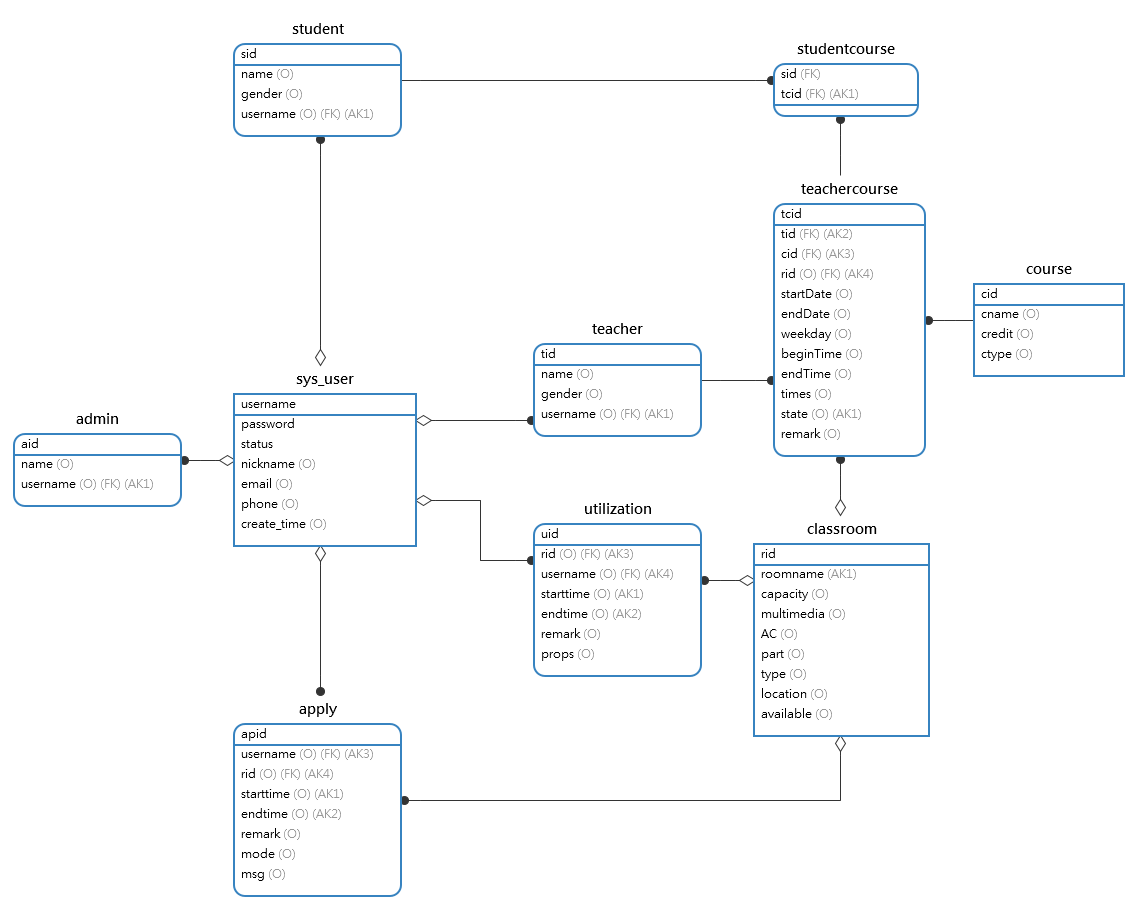 student
sid
name (O)
gender (O)
username (O) (FK) (AK1)
studentcourse
sid (FK)
tcid (FK) (AK1)
teachercourse
tcid
tid (FK) (AK2)
cid (FK) (AK3)
rid (O) (FK) (AK4)
startDate (O)
endDate (O)
weekday (O)
beginTime (O)
endTime (O)
times (O)
state (O) (AK1)
remark (O)
course
cid
cname (O)
credit (O)
ctype (O)
teacher
tid
name (O)
gender (O)
username (O) (FK) (AK1)
sys_user
username
password
status
nickname (O)
email (O)
phone (O)
create_time (O)
admin
aid
name (O)
username (O) (FK) (AK1)
utilization
uid
rid (O) (FK) (AK3)
username (O) (FK) (AK4)
starttime (O) (AK1)
endtime (O) (AK2)
remark (O)
props (O)
classroom
rid
roomname (AK1)
capacity (O)
multimedia (O)
AC (O)
part (O)
type (O)
location (O)
available (O)
apply
apid
username (O) (FK) (AK3)
rid (O) (FK) (AK4)
starttime (O) (AK1)
endtime (O) (AK2)
remark (O)
mode (O)
msg (O)